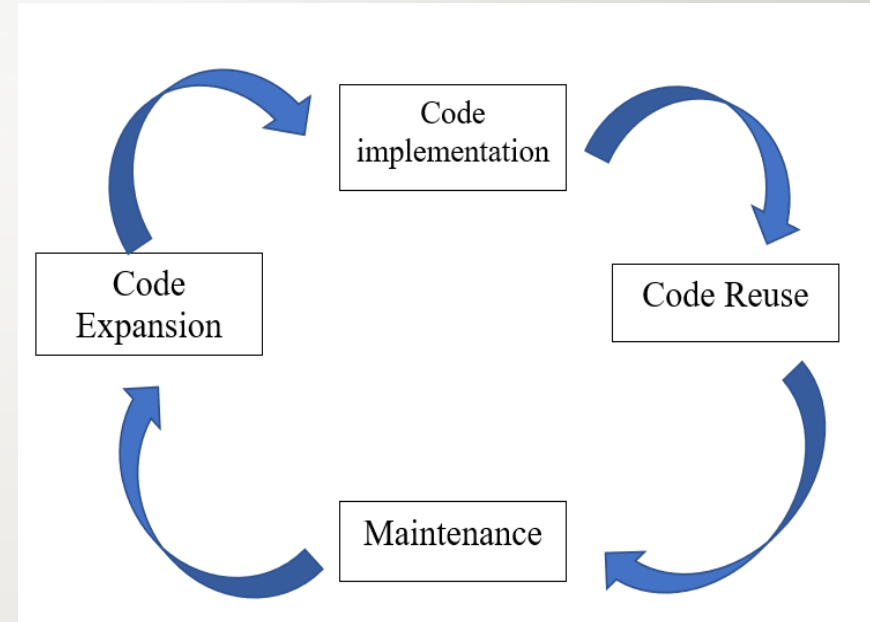 Code
implementation
Code
Expansion
Code Reuse
Maintenance